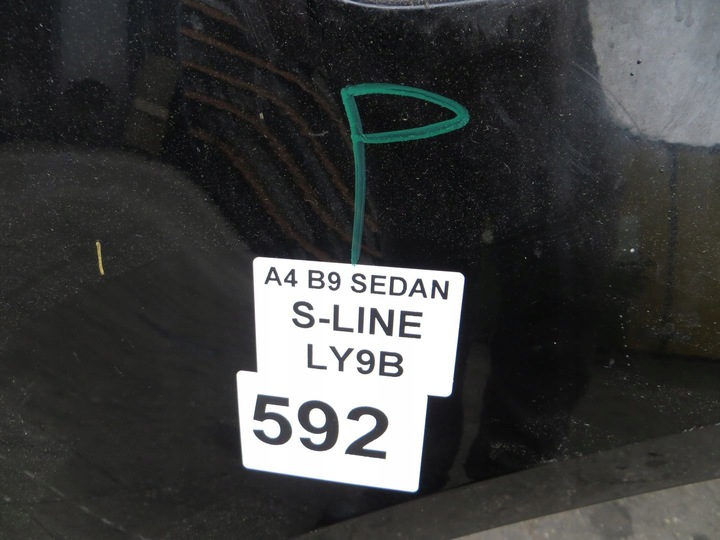 P
A4 B9 SEDAN
S-LINE
LY9B
592